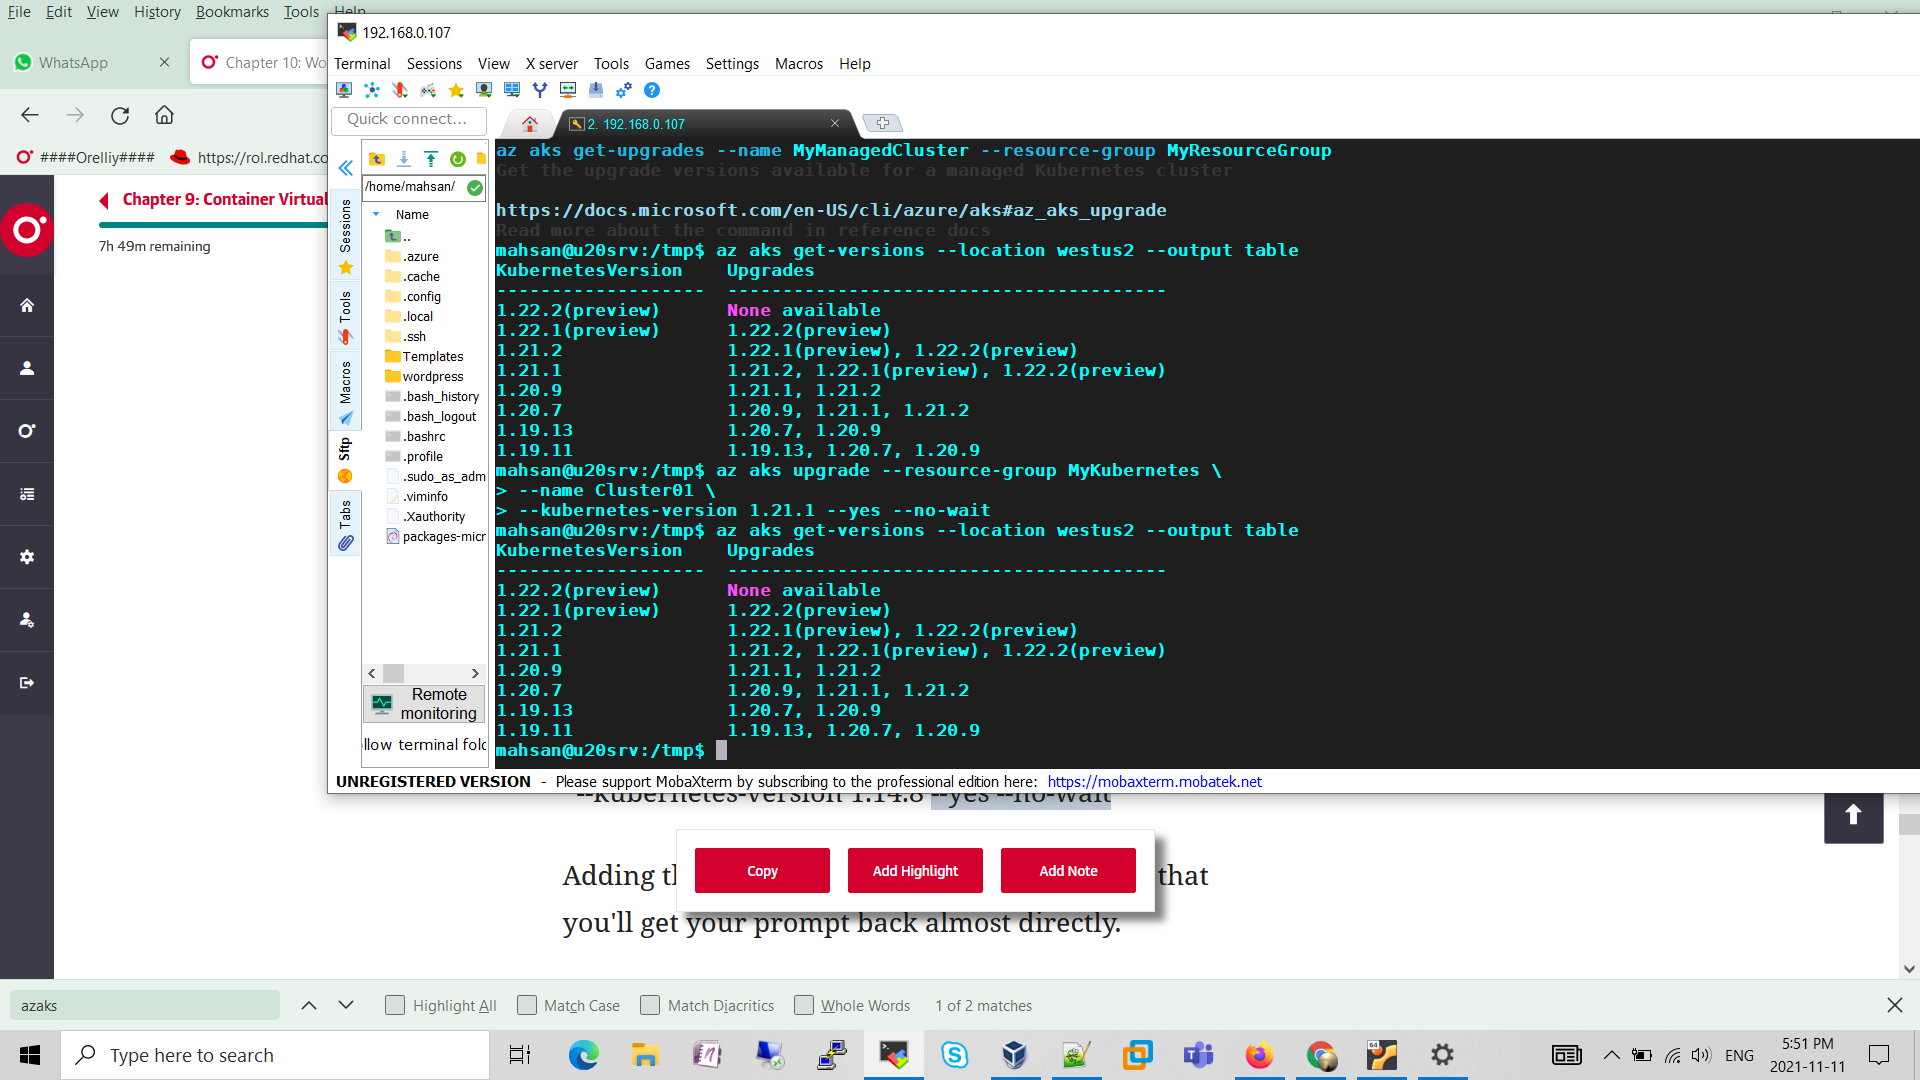 File Edit View History Bookmarks Tools Help
WhatsApp
Chapter 10: Wo
####Orelliy####
https://rol.redhat.co
Chapter 9: Container Virtual
7h 49m remaining
192.168.0.107
Terminal Sessions View X server Tools Games Settings Macros Help
Quick connect...
2. 192.168.0.107
/home/mahsan/
Name
..
.azure
.cache
.config
.local
.ssh
Templates
wordpress
.bash_history
.bash_logout
.bashrc
.profile
.sudo_as_adm
.viminfo
.Xauthority
packages-micr
Sessions
Tools
Macros
Sftp
Tabs
Remote
monitoring
llow terminal fold
az aks get-upgrades --name MyManagedCluster --resource-group MyResourceGroup
Get the upgrade versions available for a managed Kubernetes cluster
https://docs.microsoft.com/en-US/cli/azure/aks#az_aks_upgrade
Read more about the command in reference docs
mahsan@u20srv:/tmp$ az aks get-versions --location westus2 --output table
KubernetesVersion    Upgrades
-------------------  ----------------------------------------
1.22.2(preview)      None available
1.22.1(preview)      1.22.2(preview)
1.21.2               1.22.1(preview), 1.22.2(preview)
1.21.1               1.21.2, 1.22.1(preview), 1.22.2(preview)
1.20.9               1.21.1, 1.21.2
1.20.7               1.20.9, 1.21.1, 1.21.2
1.19.13              1.20.7, 1.20.9
1.19.11              1.19.13, 1.20.7, 1.20.9
mahsan@u20srv:/tmp$ az aks upgrade --resource-group MyKubernetes \
> --name Cluster01 \
> --kubernetes-version 1.21.1 --yes --no-wait
mahsan@u20srv:/tmp$ az aks get-versions --location westus2 --output table
KubernetesVersion    Upgrades
-------------------  ----------------------------------------
1.22.2(preview)      None available
1.22.1(preview)      1.22.2(preview)
1.21.2               1.22.1(preview), 1.22.2(preview)
1.21.1               1.21.2, 1.22.1(preview), 1.22.2(preview)
1.20.9               1.21.1, 1.21.2
1.20.7               1.20.9, 1.21.1, 1.21.2
1.19.13              1.20.7, 1.20.9
1.19.11              1.19.13, 1.20.7, 1.20.9
mahsan@u20srv:/tmp$
UNREGISTERED VERSION - Please support MobaXterm by subscribing to the professional edition here: https://mobaxterm.mobatek.net
--kubernetes-version 1.14.8 --yes --no-wait
Copy
Add Highlight
Add Note
Adding th that
you'll get your prompt back almost directly.
azaks
Highlight All
Match Case
Match Diacritics
Whole Words
1 of 2 matches
Type here to search
ENG
5:51 PM
2021-11-11